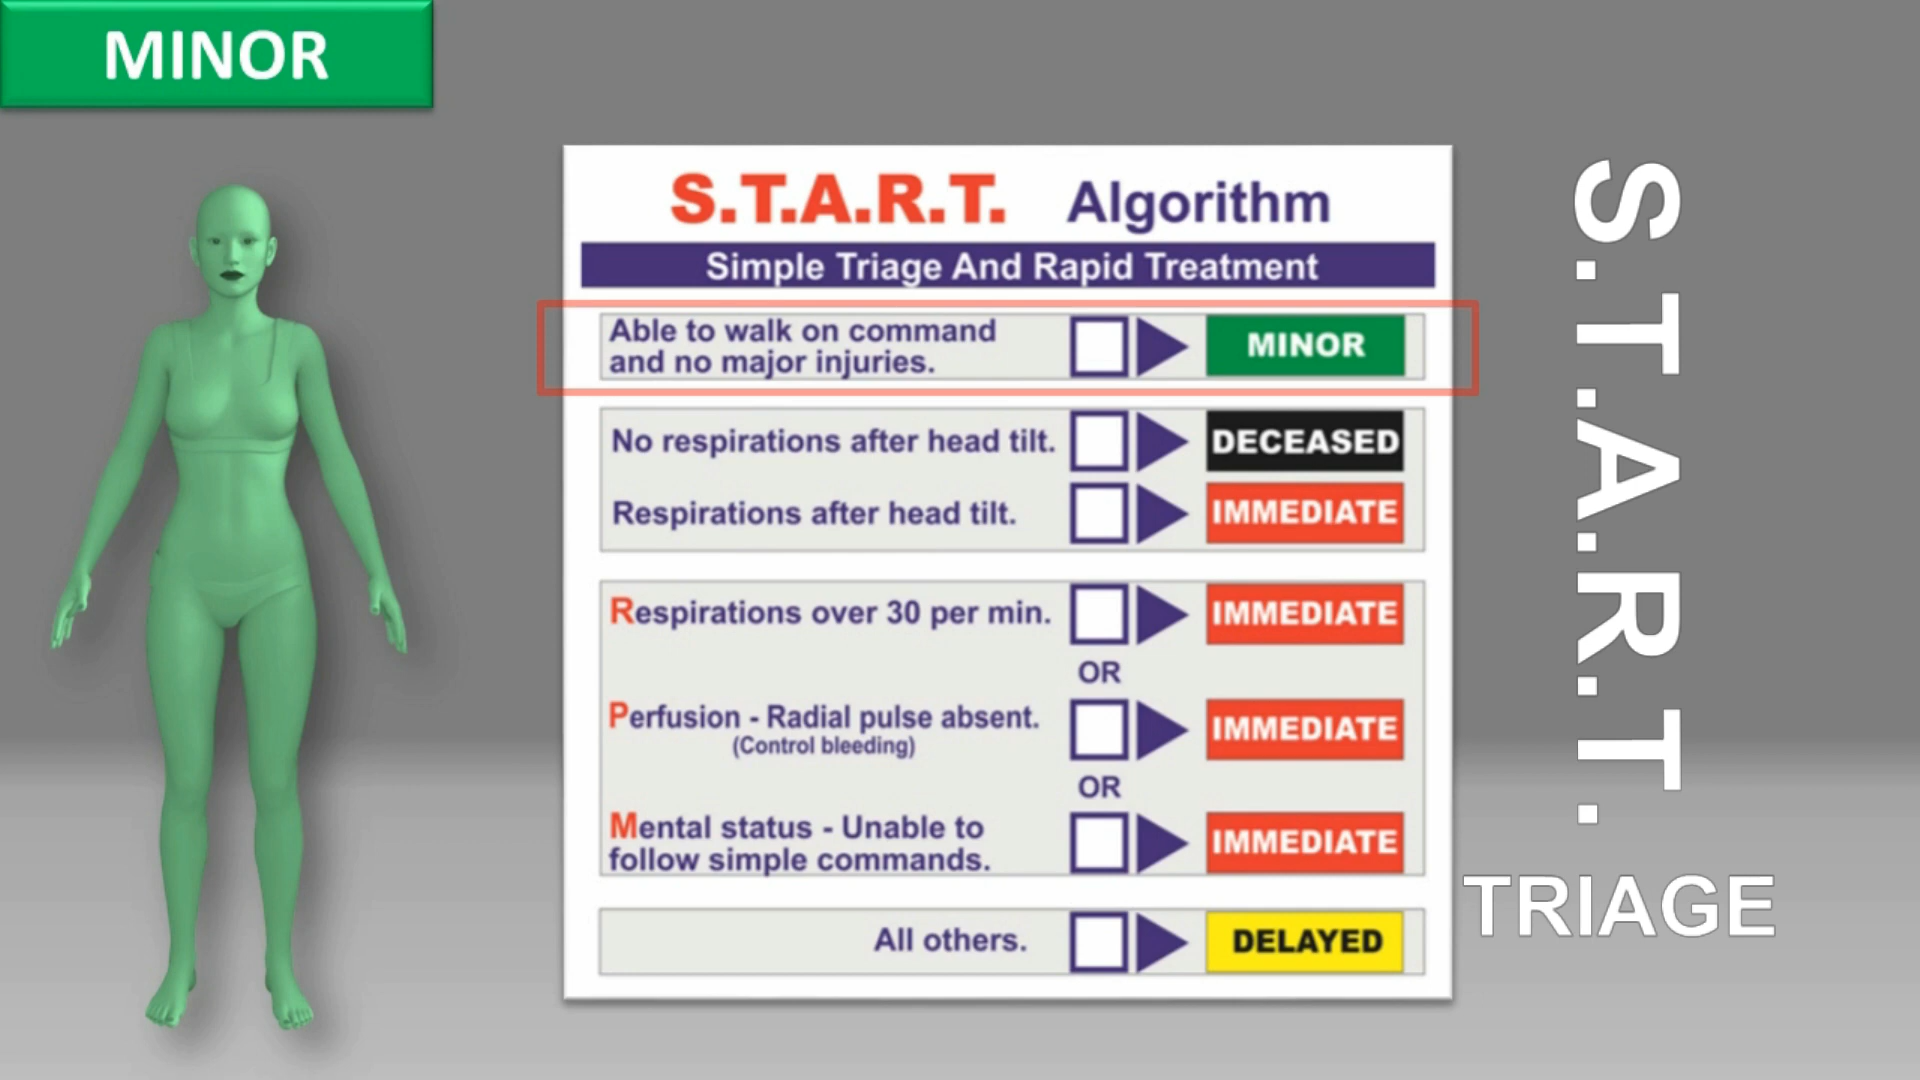 MINOR
S.T.A.R.T. Algorithm
Simple Triage And Rapid Treatment
Able to walk on command
and no major injuries.
MINOR
No respirations after head tilt.
DECEASED
Respirations after head tilt.
IMMEDIATE
Respirations over 30 per min.
IMMEDIATE
OR
Perfusion - Radial pulse absent.
(Control bleeding)
IMMEDIATE
OR
Mental status - Unable to
follow simple commands.
IMMEDIATE
All others.
DELAYED
S.T.A.R.T.
TRIAGE